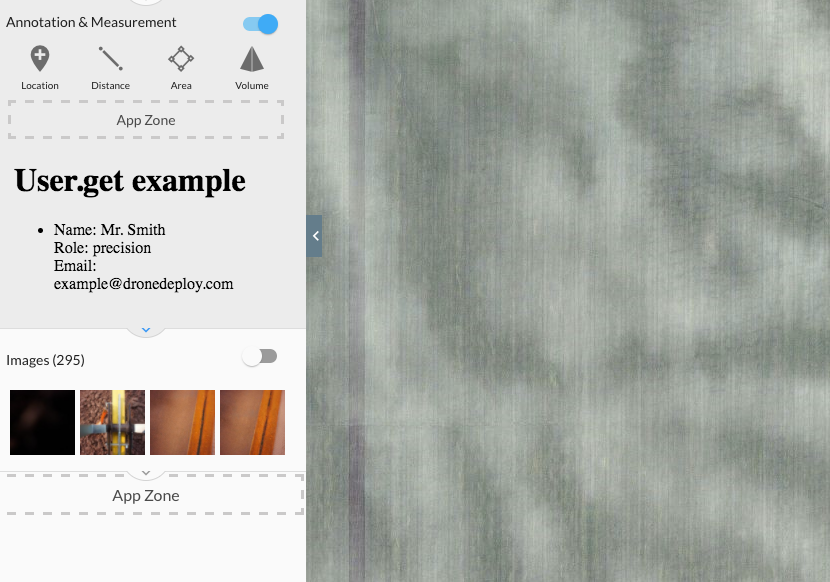 Annotation & Measurement
Location Distance Area Volume
App Zone
User.get example
Name: Mr. Smith
Role: precision
Email:
example@dronedeploy.com
Images (295)
App Zone